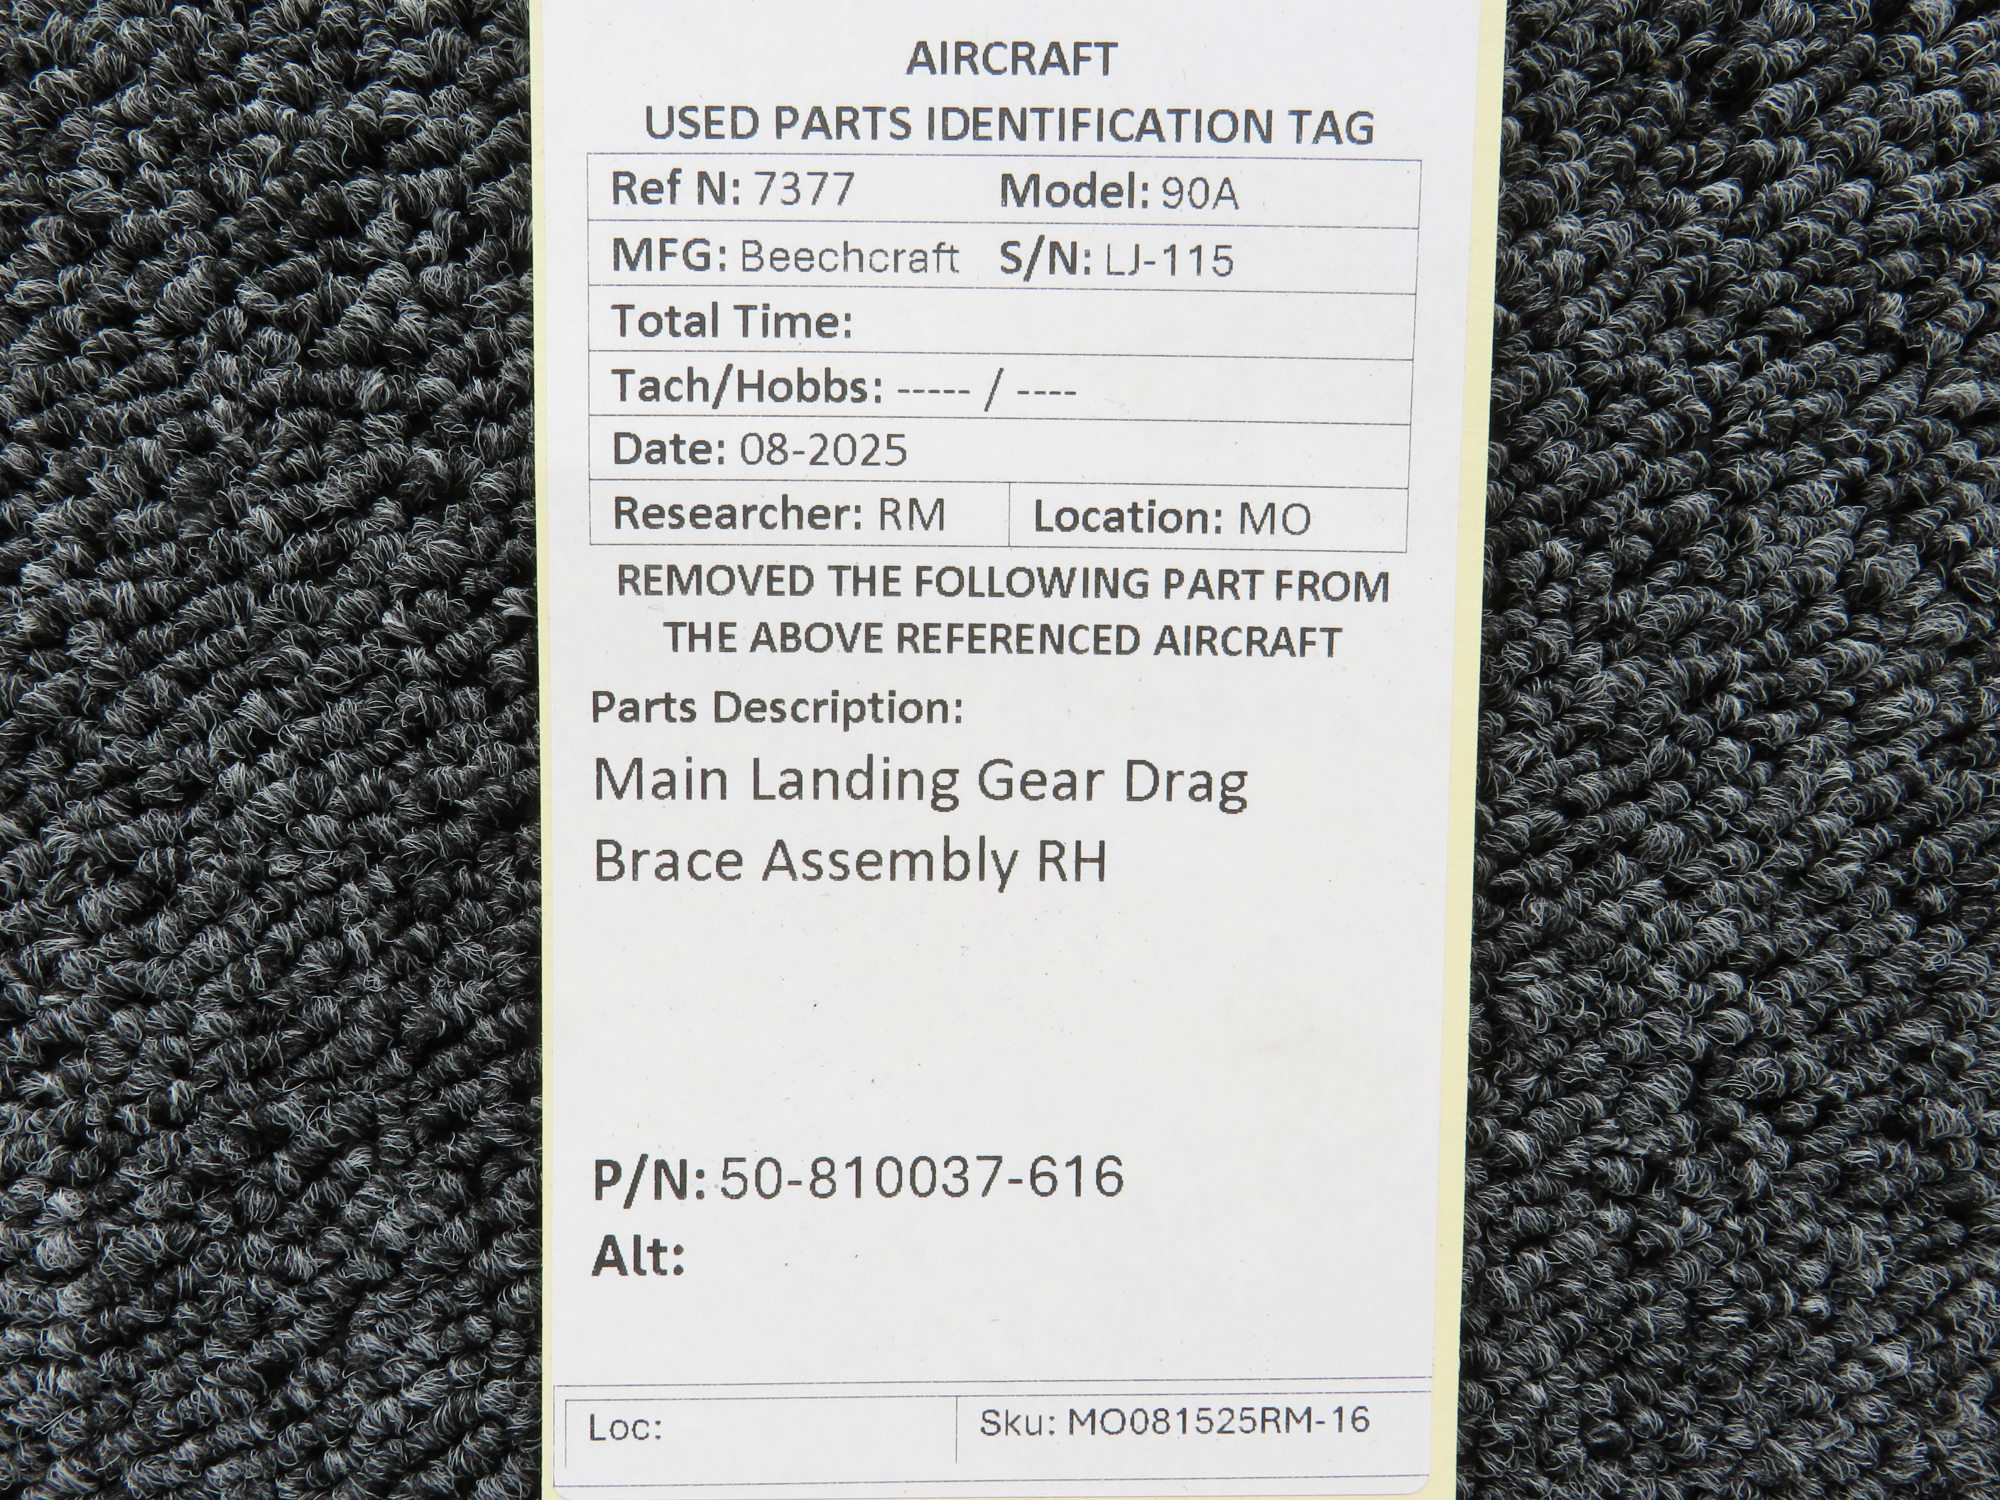 AIRCRAFT
USED PARTS IDENTIFICATION TAG
Ref N: 7377 Model: 90A
MFG: Beechcraft S/N: LJ-115
Total Time:
Tach/Hobbs: ----- / ----
Date: 08-2025
Researcher: RM Location: MO
REMOVED THE FOLLOWING PART FROM
THE ABOVE REFERENCED AIRCRAFT
Parts Description:
Main Landing Gear Drag
Brace Assembly RH
P/N: 50-810037-616
Alt:
Loc: Sku: MO081525RM-16